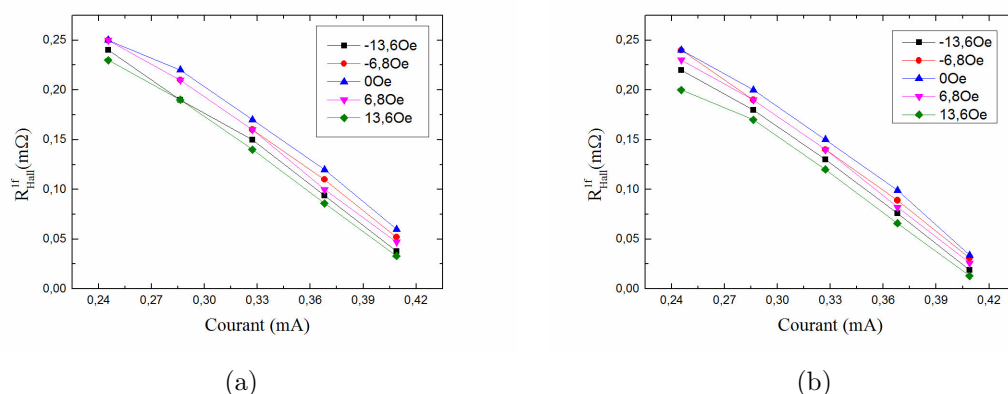 0,25
0,20
0,15
0,10
0,05
0,00
R_Hall^1f(mΩ)
-13,6Oe
-6,8Oe
0Oe
6,8Oe
13,6Oe
0,24 0,27 0,30 0,33 0,36 0,39 0,42
Courant (mA)
(a)
0,25
0,20
0,15
0,10
0,05
0,00
R_Hall^1f(mΩ)
-13,6Oe
-6,8Oe
0Oe
6,8Oe
13,6Oe
0,24 0,27 0,30 0,33 0,36 0,39 0,42
Courant (mA)
(b)